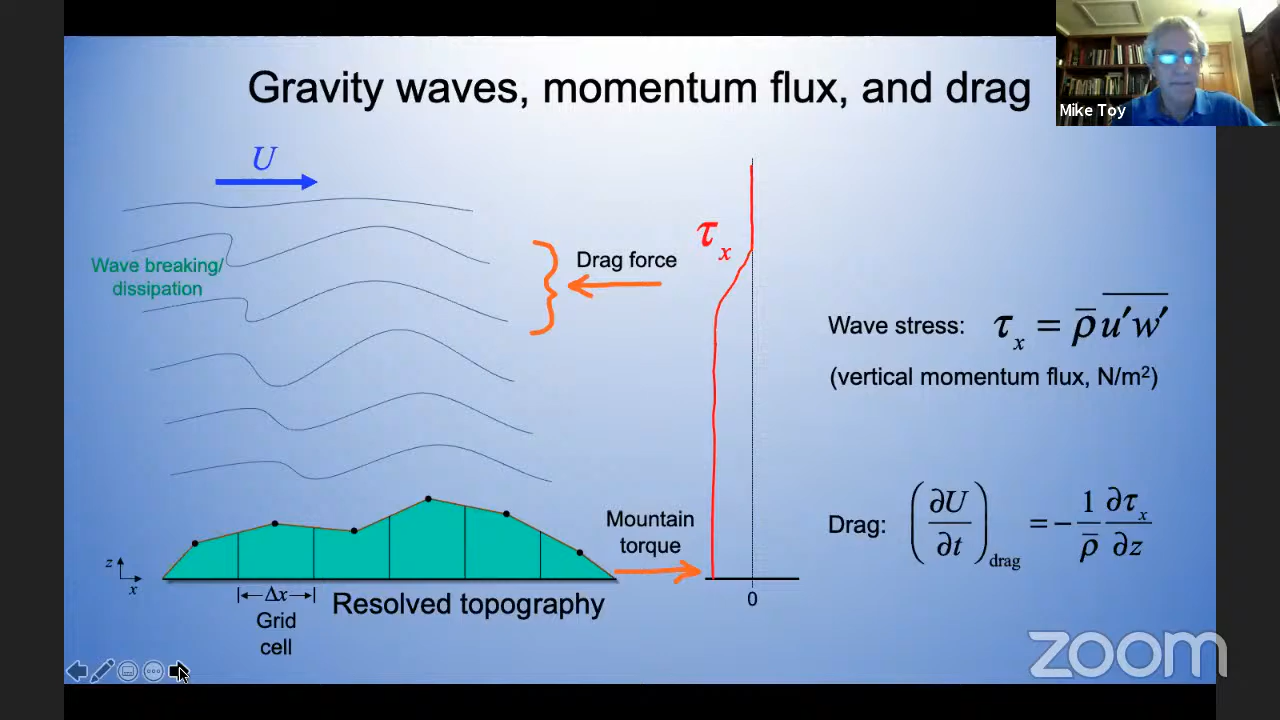 Gravity waves, momentum flux, and drag
Mike Toy
U
τx
Wave breaking/
dissipation
Drag force
Wave stress: τx = ρ̅ u′w′
(vertical momentum flux, N/m²)
Mountain
torque
Drag: (∂U/∂t)drag = −1/ρ̅ ∂τx/∂z
z
x
Δx
Grid
cell
Resolved topography
0
zoom